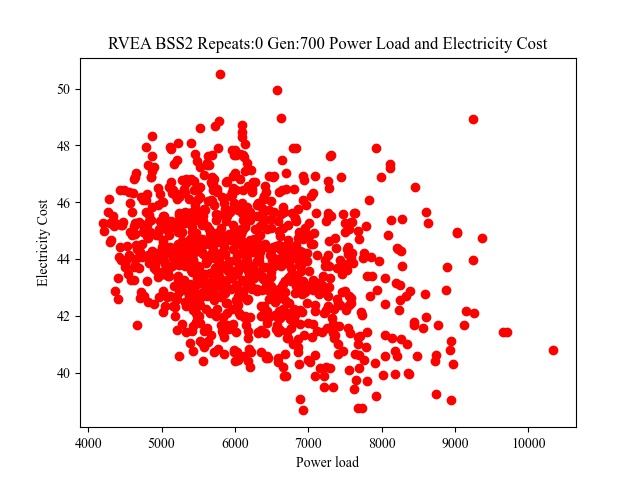 RVEA BSS2 Repeats:0 Gen:700 Power Load and Electricity Cost
50
48
46
44
42
40
Electricity Cost
4000 5000 6000 7000 8000 9000 10000
Power load